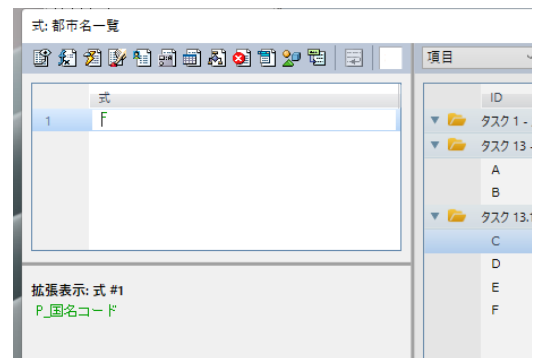 式: 都市名一覧
項目
式
1
F
拡張表示: 式 #1
P_国名コード
ID
タスク 1 -
タスク 13 -
A
B
タスク 13.1
C
D
E
F